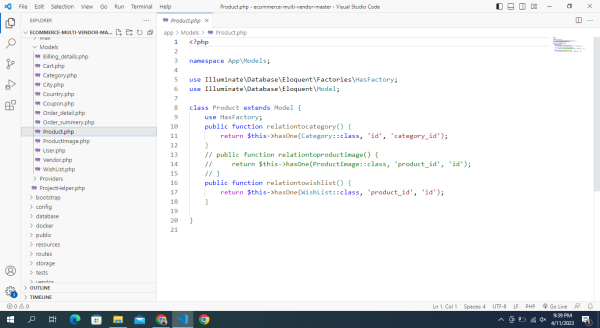 File Edit Selection View Go Run Terminal Help
Product.php - ecommerce-multi-vendor-master - Visual Studio Code
EXPLORER
ECOMMERCE-MULTI-VENDOR-MA...
Mail
Models
Billing_details.php
Cart.php
Category.php
City.php
Country.php
Coupon.php
Order_detail.php
Order_summery.php
Product.php
ProductImage.php
User.php
Vendor.php
WishList.php
Providers
ProjectHelper.php
bootstrap
config
database
docker
public
resources
routes
storage
tests
vendor
OUTLINE
TIMELINE
Product.php
app > Models > Product.php
1 <?php
2
3 namespace App\Models;
4
5 use Illuminate\Database\Eloquent\Factories\HasFactory;
6 use Illuminate\Database\Eloquent\Model;
7
8 class Product extends Model {
9 use HasFactory;
10 public function relationtocategory() {
11 return $this->hasOne(Category::class, 'id', 'category_id');
12 }
13 // public function relationtoproductimage() {
14 // return $this->hasOne(ProductImage::class, 'product_id', 'id');
15 // }
16 public function relationtowishlist() {
17 return $this->hasOne(WishList::class, 'product_id', 'id');
18 }
19
20 }
21
0 0
Ln 1, Col 1 Spaces: 4 UTF-8 LF PHP Go Live
9:39 PM
4/11/2023